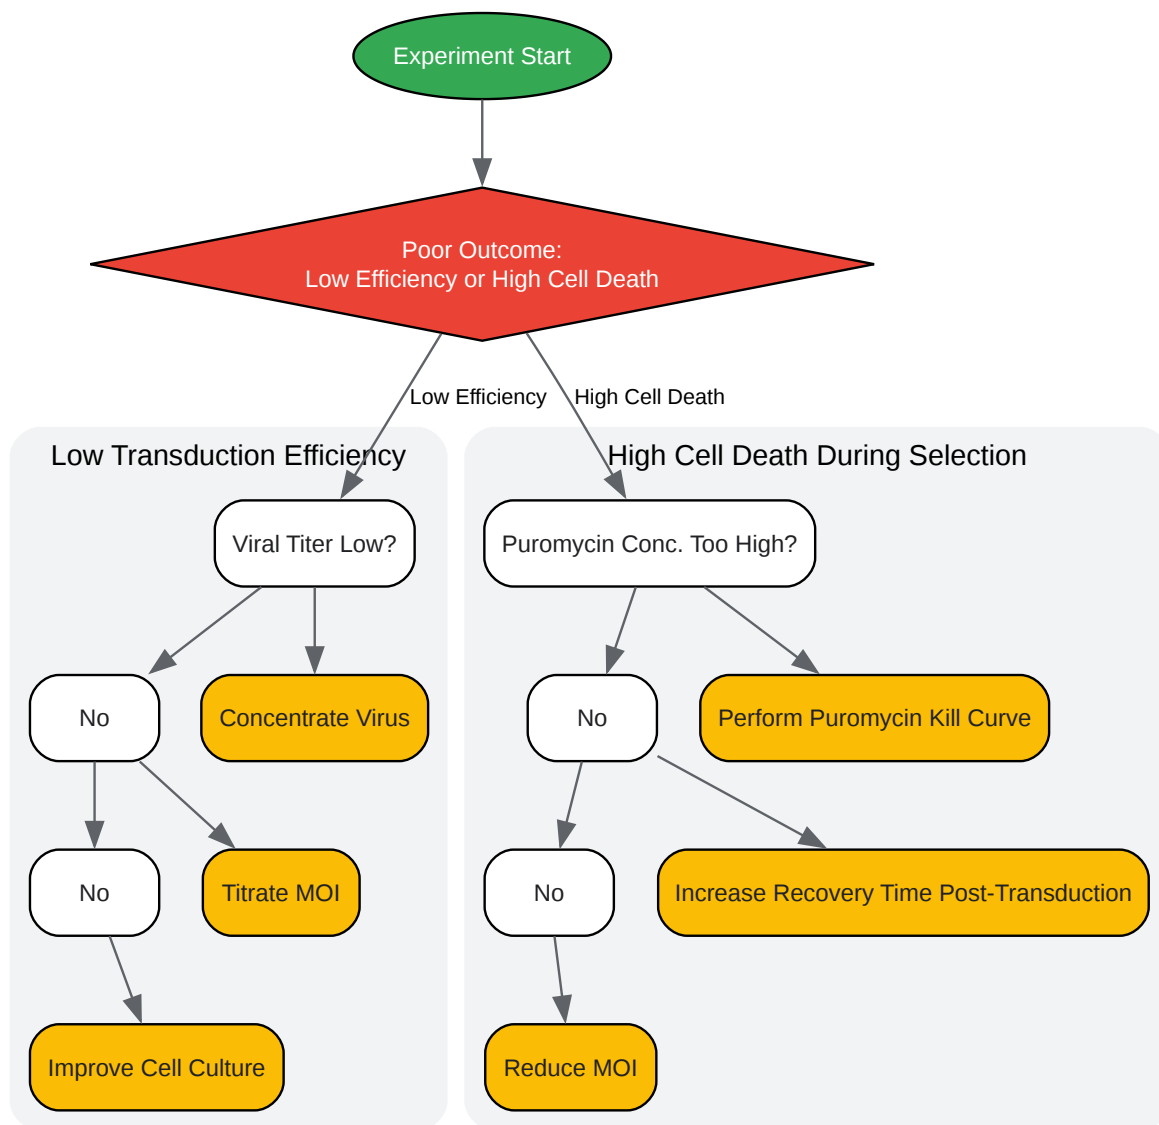 Experiment Start
Poor Outcome:
Low Efficiency or High Cell Death
Low Efficiency
High Cell Death
Low Transduction Efficiency
High Cell Death During Selection
Viral Titer Low?
Puromycin Conc. Too High?
No
Concentrate Virus
No
Perform Puromycin Kill Curve
No
Titrate MOI
No
Increase Recovery Time Post-Transduction
Improve Cell Culture
Reduce MOI